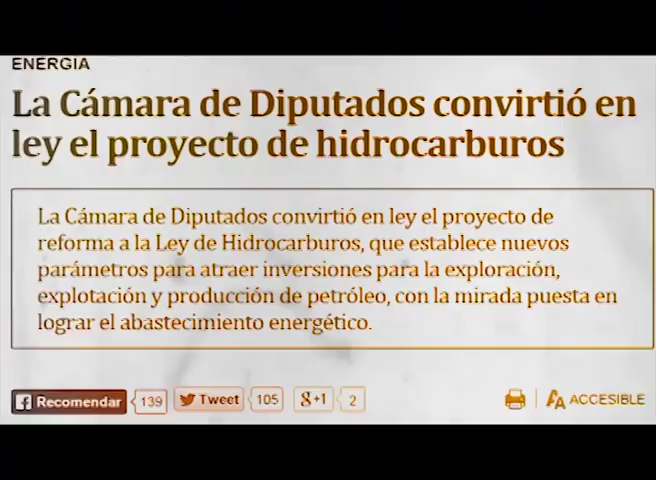 ENERGIA
La Cámara de Diputados convirtió en
ley el proyecto de hidrocarburos
La Cámara de Diputados convirtió en ley el proyecto de
reforma a la Ley de Hidrocarburos, que establece nuevos
parámetros para atraer inversiones para la exploración,
explotación y producción de petróleo, con la mirada puesta en
lograr el abastecimiento energético.
f Recomendar 139 Tweet 105 g+1 2 AA ACCESIBLE